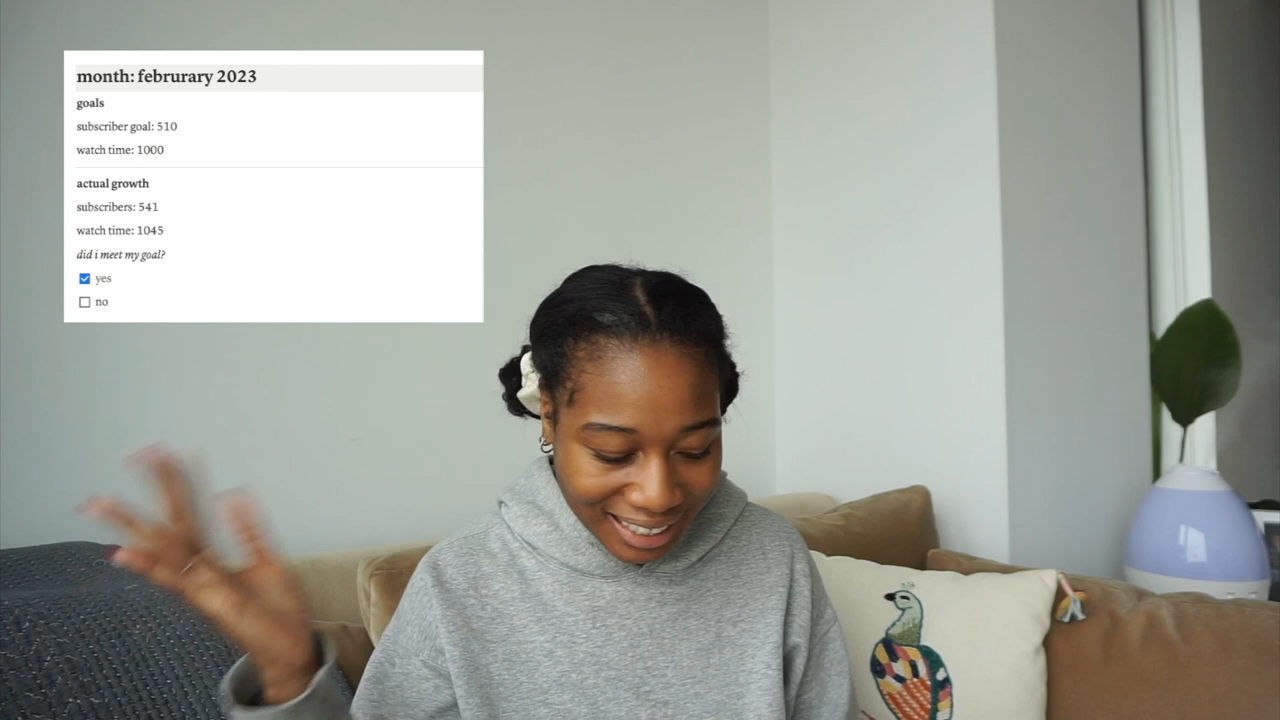 month: februrary 2023
goals
subscriber goal: 510
watch time: 1000
actual growth
subscribers: 541
watch time: 1045
did i meet my goal?
yes
no